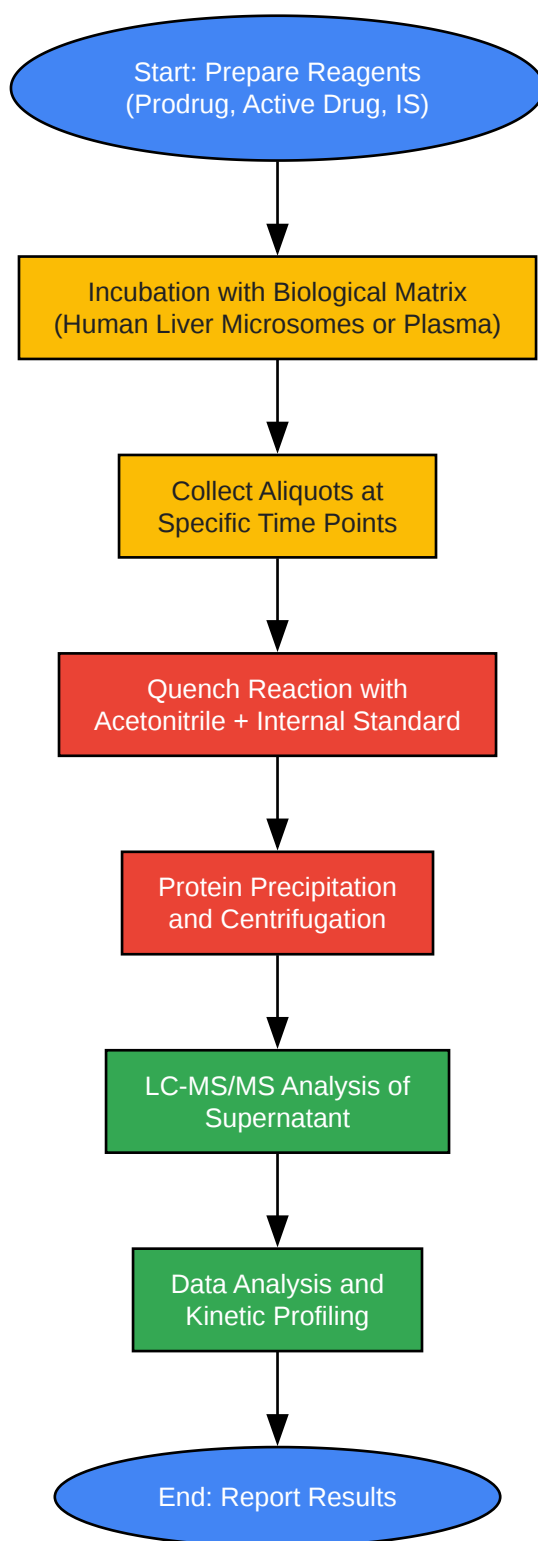 Start: Prepare Reagents
(Prodrug, Active Drug, IS)
Incubation with Biological Matrix
(Human Liver Microsomes or Plasma)
Collect Aliquots at
Specific Time Points
Quench Reaction with
Acetonitrile + Internal Standard
Protein Precipitation
and Centrifugation
LC-MS/MS Analysis of
Supernatant
Data Analysis and
Kinetic Profiling
End: Report Results